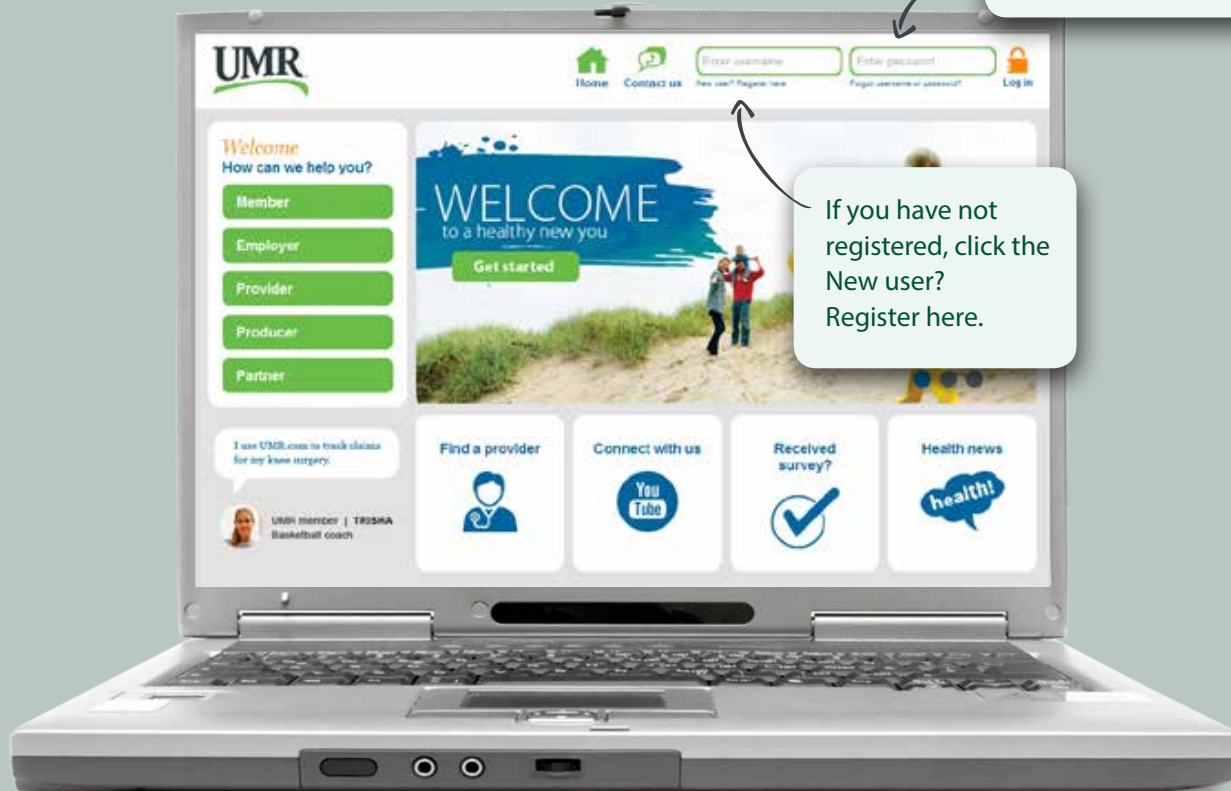 UMR
Home
Contact us
Enter username
New user? Register here
Enter password
Forgot username or password?
Log in
Welcome
How can we help you?
Member
Employer
Provider
Producer
Partner
WELCOME
to a healthy new you
Get started
If you have not
registered, click the
New user?
Register here.
I use UMR.com to track claims
for my knee surgery.
UMR member | TRISHA
Basketball coach
Find a provider
Connect with us
You
Tube
Received
survey?
Health news
health!